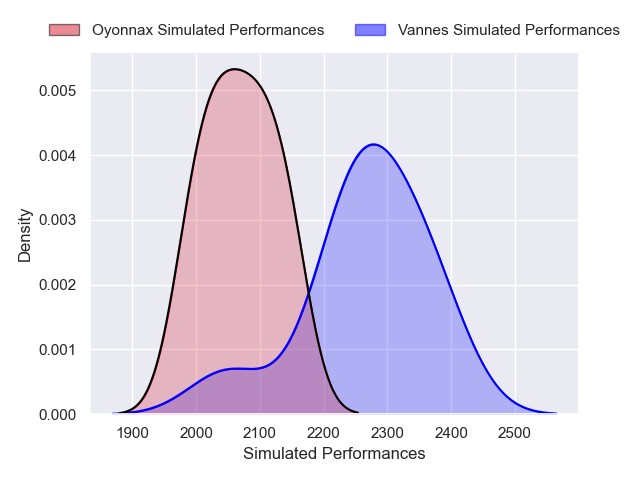 Oyonnax Simulated Performances
Vannes Simulated Performances
0.005
0.004
0.003
0.002
0.001
0.000
Density
1900 2000 2100 2200 2300 2400 2500
Simulated Performances